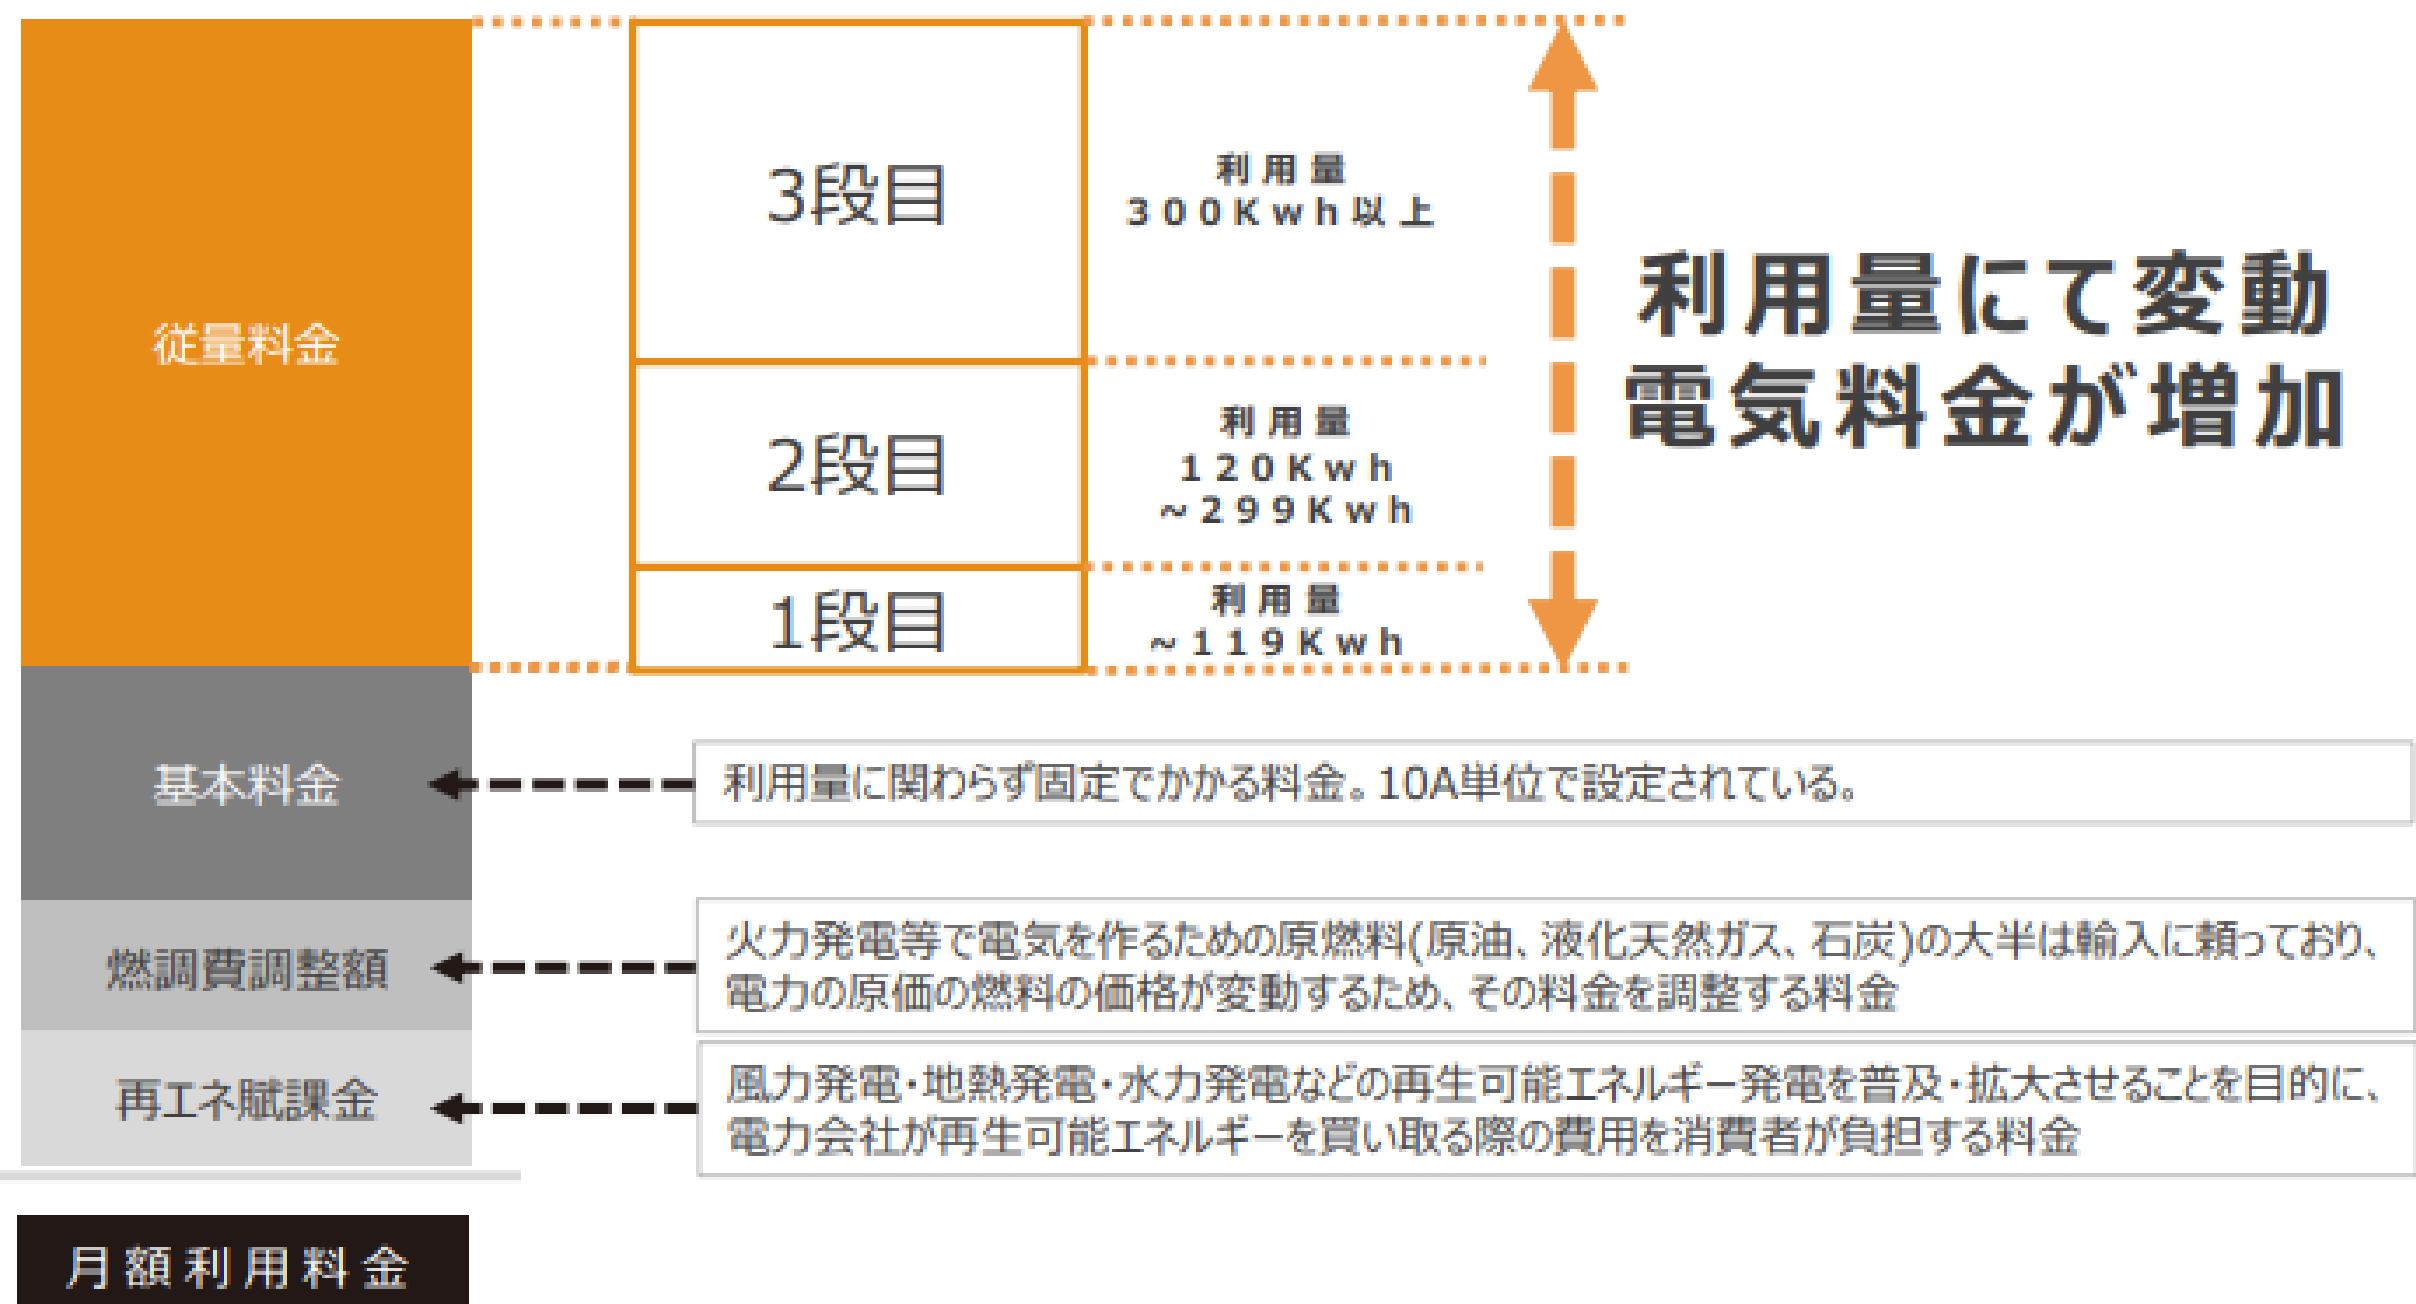 従量料金
3段目
利用量
300Kwh以上
2段目
利用量
120Kwh
~299Kwh
1段目
利用量
~119Kwh
利用量にて変動
電気料金が増加
基本料金
利用量に関わらず固定でかかる料金。10A単位で設定されている。
燃調費調整額
火力発電等で電気を作るための原燃料(原油、液化天然ガス、石炭)の大半は輸入に頼っており、
電力の原価の燃料の価格が変動するため、その料金を調整する料金
再エネ賦課金
風力発電・地熱発電・水力発電などの再生可能エネルギー発電を普及・拡大させることを目的に、
電力会社が再生可能エネルギーを買い取る際の費用を消費者が負担する料金
月額利用料金